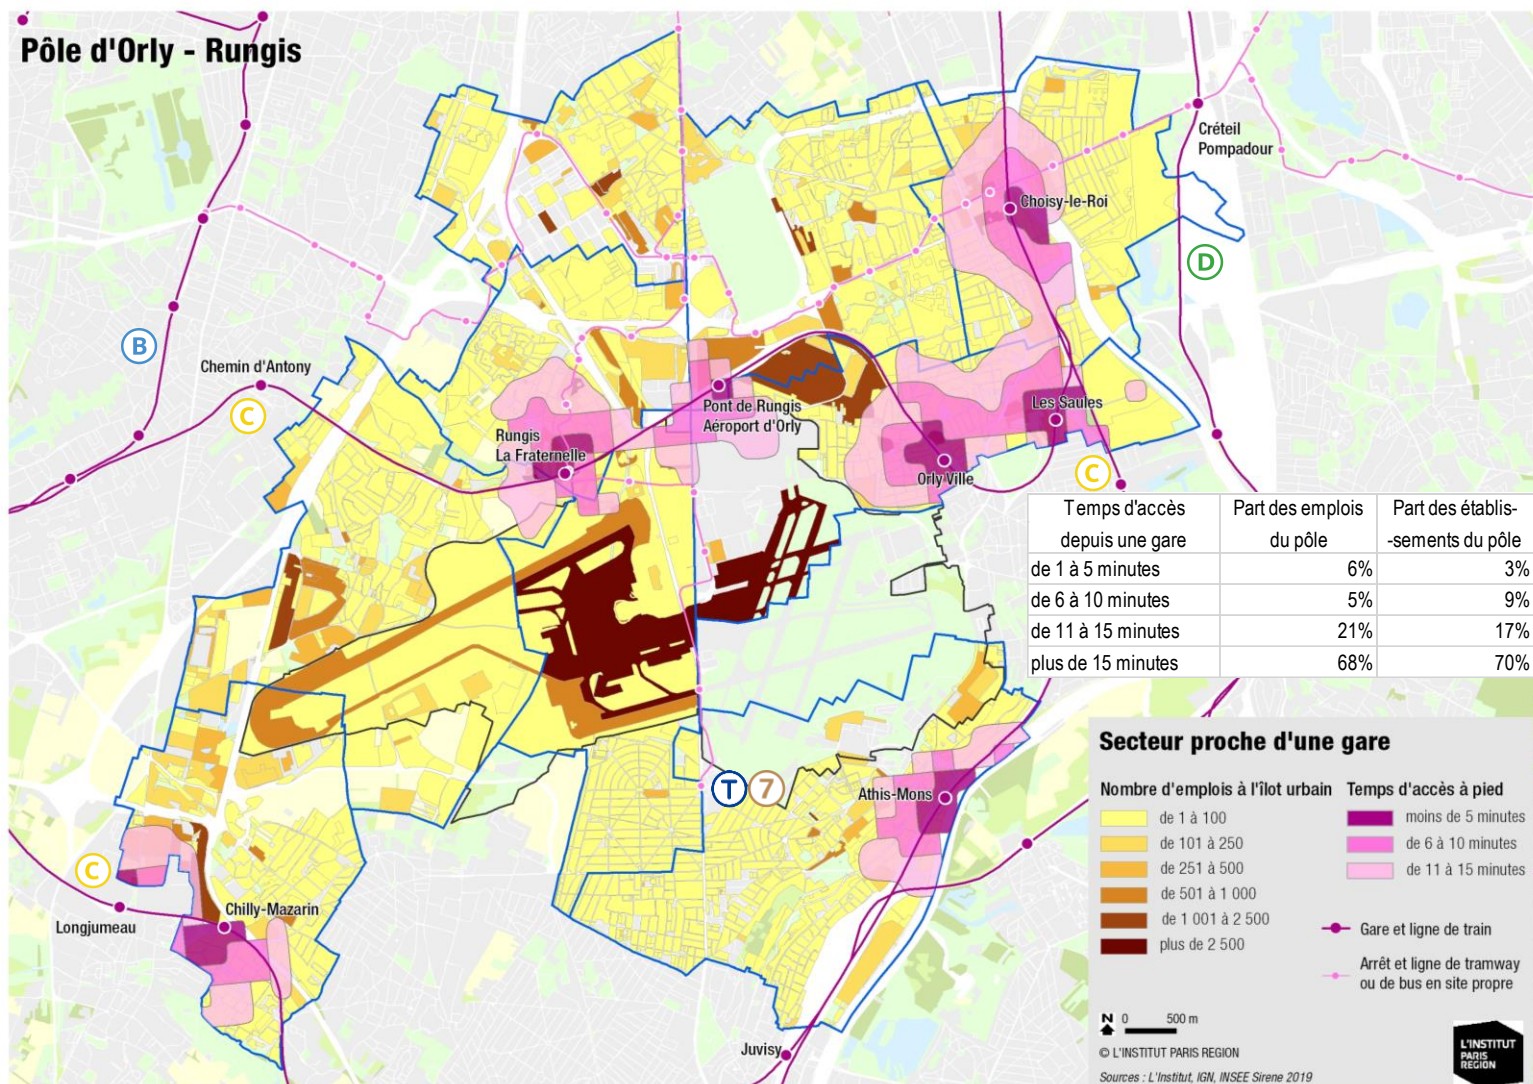 Pôle d'Orly - Rungis
Créteil
Pompadour
Choisy-le-Roi
D
B
Chemin d'Antony
C
Pont de Rungis
Aéroport d'Orly
Les Saules
Rungis
La Fraternelle
Orly Ville
C
Temps d'accès depuis une gare | Part des emplois du pôle | Part des établis- -sements du pôle
de 1 à 5 minutes 6% 3%
de 6 à 10 minutes 5% 9%
de 11 à 15 minutes 21% 17%
plus de 15 minutes 68% 70%
T 7
Athis-Mons
C
Longjumeau
Chilly-Mazarin
Juvisy
Secteur proche d'une gare
Nombre d'emplois à l'îlot urbain
de 1 à 100
de 101 à 250
de 251 à 500
de 501 à 1 000
de 1 001 à 2 500
plus de 2 500
Temps d'accès à pied
moins de 5 minutes
de 6 à 10 minutes
de 11 à 15 minutes
Gare et ligne de train
Arrêt et ligne de tramway
ou de bus en site propre
N 0 500 m
© L'INSTITUT PARIS REGION
Sources : L'Institut, IGN, INSEE Sirene 2019
L'INSTITUT
PARIS
REGION